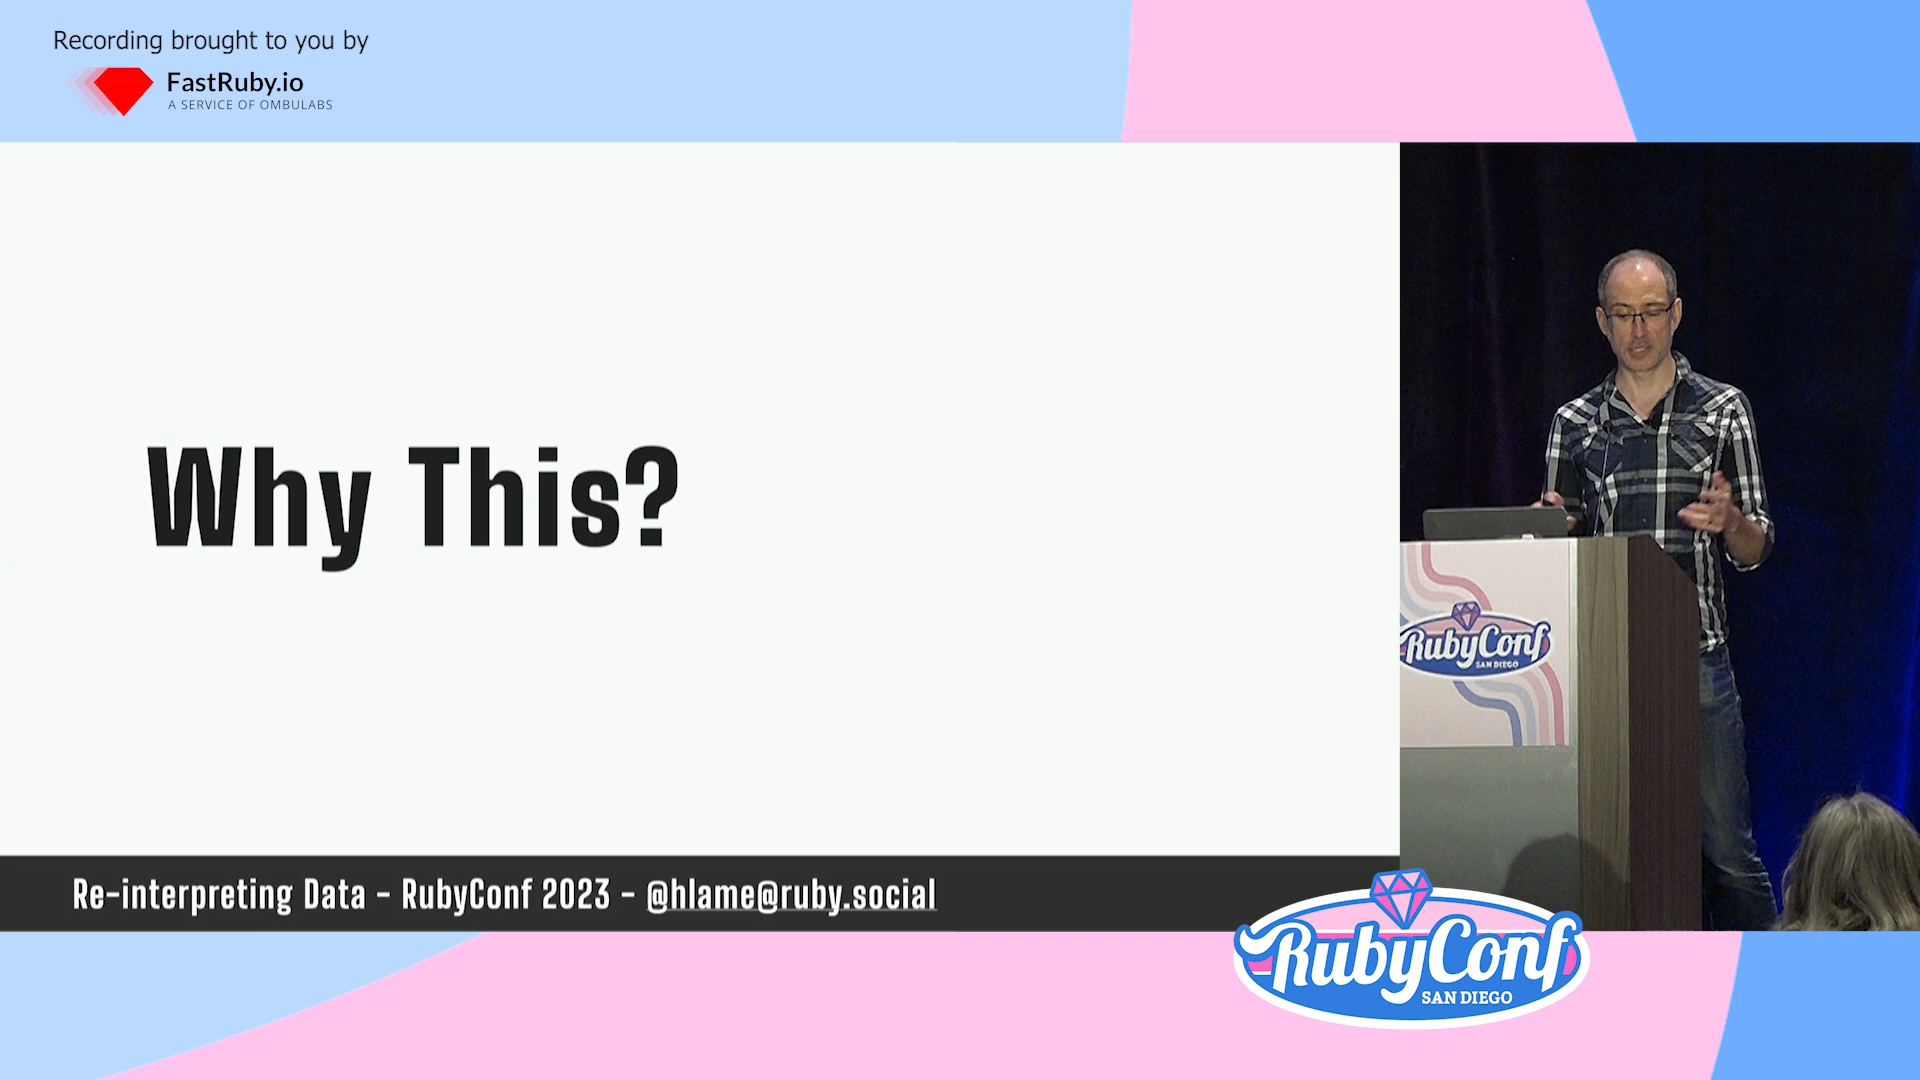 Recording brought to you by
FastRuby.io
A SERVICE OF OMBULABS
Why This?
RubyConf
SAN DIEGO
Re-interpreting Data - RubyConf 2023 - @hlame@ruby.social
RubyConf
SAN DIEGO